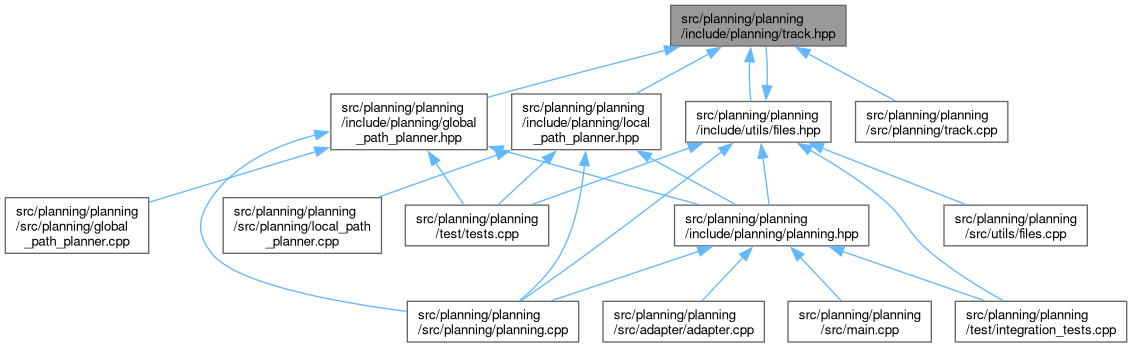 src/planning/planning
/include/planning/track.hpp
src/planning/planning
/include/planning/global
_path_planner.hpp
src/planning/planning
/include/planning/local
_path_planner.hpp
src/planning/planning
/include/utils/files.hpp
src/planning/planning
/src/planning/track.cpp
src/planning/planning
/src/planning/global
_path_planner.cpp
src/planning/planning
/src/planning/local_path
_planner.cpp
src/planning/planning
/test/tests.cpp
src/planning/planning
/include/planning/planning.hpp
src/planning/planning
/src/utils/files.cpp
src/planning/planning
/src/planning/planning.cpp
src/planning/planning
/src/adapter/adapter.cpp
src/planning/planning
/src/main.cpp
src/planning/planning
/test/integration_tests.cpp